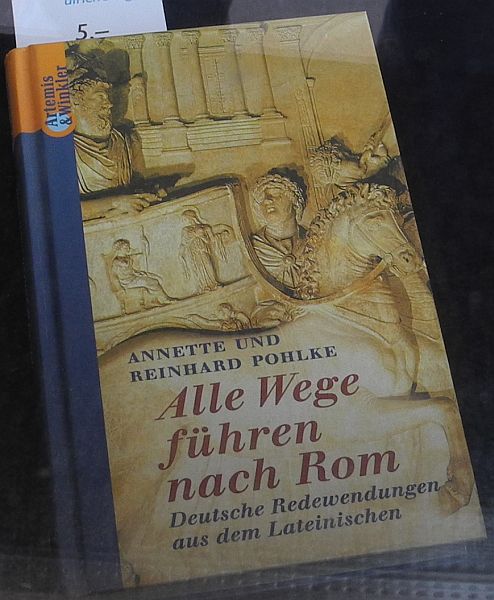 5.–
Artemis
&Winkler
ANNETTE UND
REINHARD POHLKE
Alle Wege
führen
nach Rom
Deutsche Redewendungen
aus dem Lateinischen